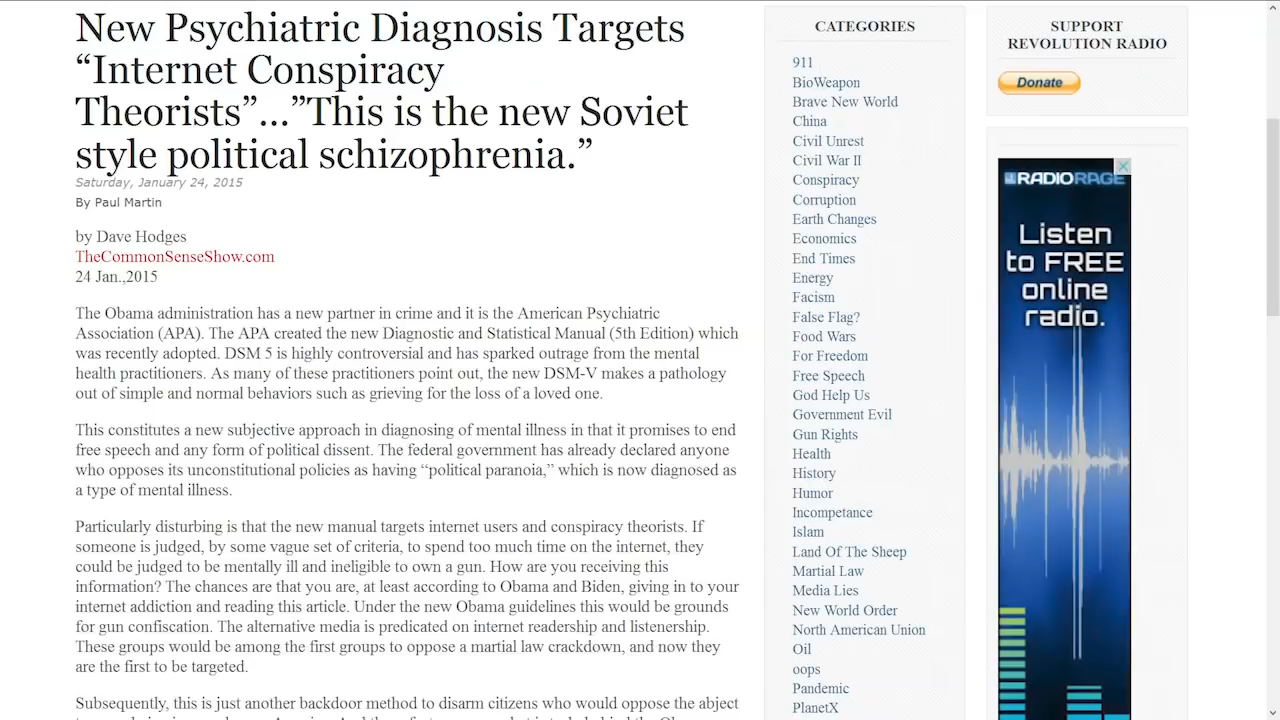 New Psychiatric Diagnosis Targets
“Internet Conspiracy
Theorists”...”This is the new Soviet
style political schizophrenia.”
Saturday, January 24, 2015
By Paul Martin
by Dave Hodges
TheCommonSenseShow.com
24 Jan.,2015
The Obama administration has a new partner in crime and it is the American Psychiatric
Association (APA). The APA created the new Diagnostic and Statistical Manual (5th Edition) which
was recently adopted. DSM 5 is highly controversial and has sparked outrage from the mental
health practitioners. As many of these practitioners point out, the new DSM-V makes a pathology
out of simple and normal behaviors such as grieving for the loss of a loved one.
This constitutes a new subjective approach in diagnosing of mental illness in that it promises to end
free speech and any form of political dissent. The federal government has already declared anyone
who opposes its unconstitutional policies as having “political paranoia,” which is now diagnosed as
a type of mental illness.
Particularly disturbing is that the new manual targets internet users and conspiracy theorists. If
someone is judged, by some vague set of criteria, to spend too much time on the internet, they
could be judged to be mentally ill and ineligible to own a gun. How are you receiving this
information? The chances are that you are, at least according to Obama and Biden, giving in to your
internet addiction and reading this article. Under the new Obama guidelines this would be grounds
for gun confiscation. The alternative media is predicated on internet readership and listenership.
These groups would be among the first groups to oppose a martial law crackdown, and now they
are the first to be targeted.
Subsequently, this is just another backdoor method to disarm citizens who would oppose the abject
CATEGORIES
911
BioWeapon
Brave New World
China
Civil Unrest
Civil War II
Conspiracy
Corruption
Earth Changes
Economics
End Times
Energy
Facism
False Flag?
Food Wars
For Freedom
Free Speech
God Help Us
Government Evil
Gun Rights
Health
History
Humor
Incompetance
Islam
Land Of The Sheep
Martial Law
Media Lies
New World Order
North American Union
Oil
oops
Pandemic
PlanetX
SUPPORT
REVOLUTION RADIO
Donate
RADIORAGE
Listen
to FREE
online
radio.